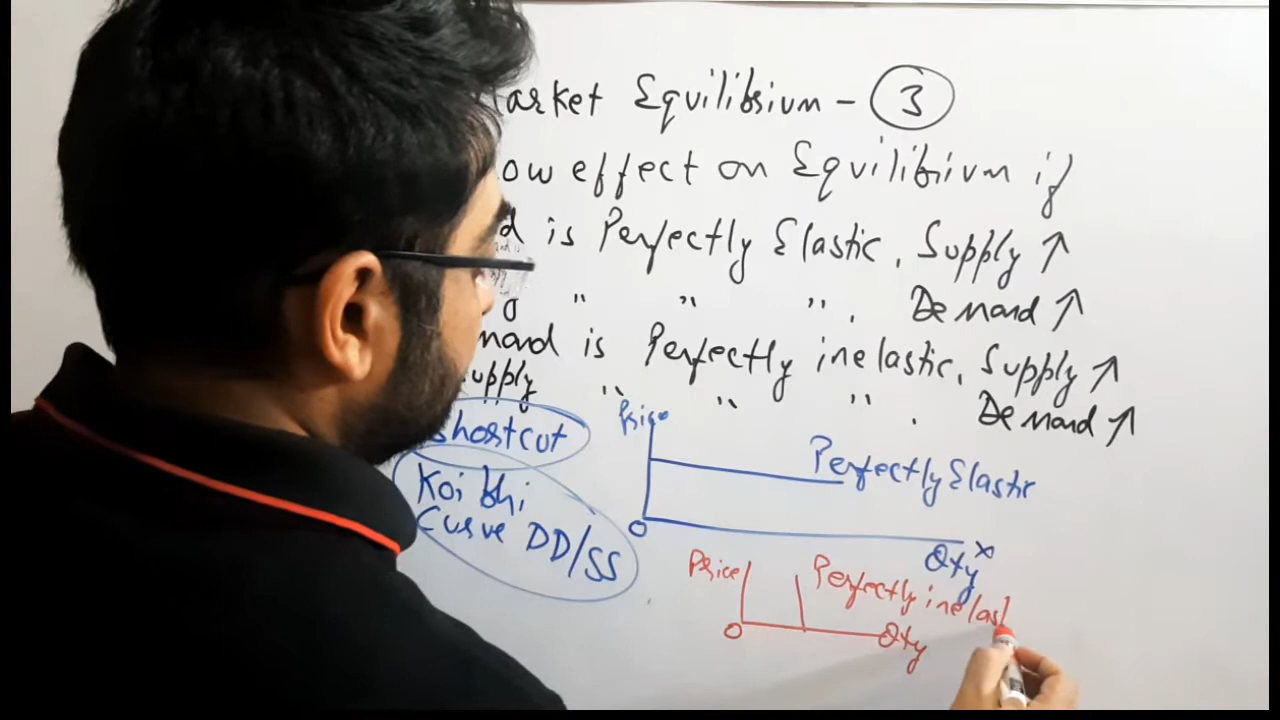 arket Equilibrium - 3
ow effect on Equilibrium if
d is Perfectly Elastic, Supply ↑
" " ". Demand ↑
mand is Perfectly inelastic, Supply ↑
upply " " ". Demand ↑
Shortcut
Koi bhi
Curve DD/SS
Price
Perfectly Elastic
O
Qty x
Price
Perfectly inelast
O
Qty